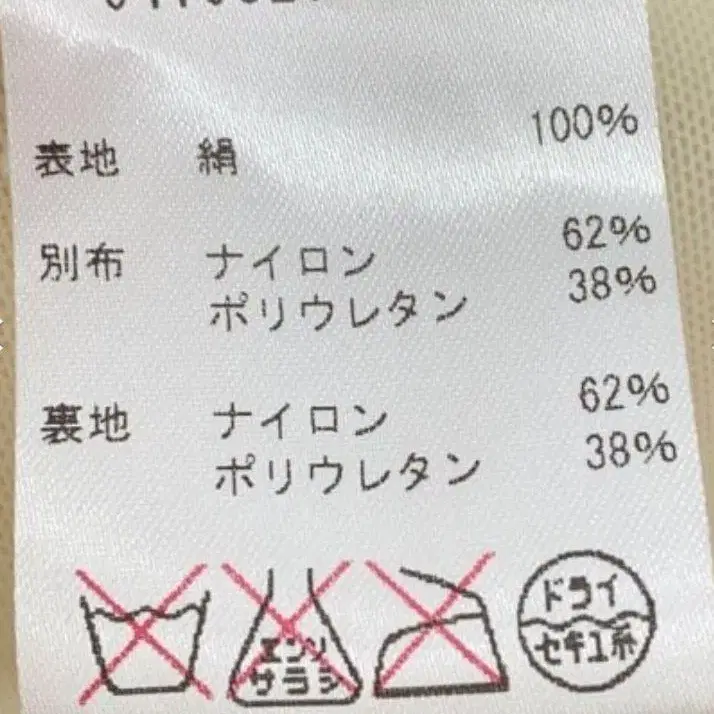 表地 絹 100%
別布 ナイロン 62%
ポリウレタン 38%
裏地 ナイロン 62%
ポリウレタン 38%
エンソ
サラシ
ドライ
セキユ系